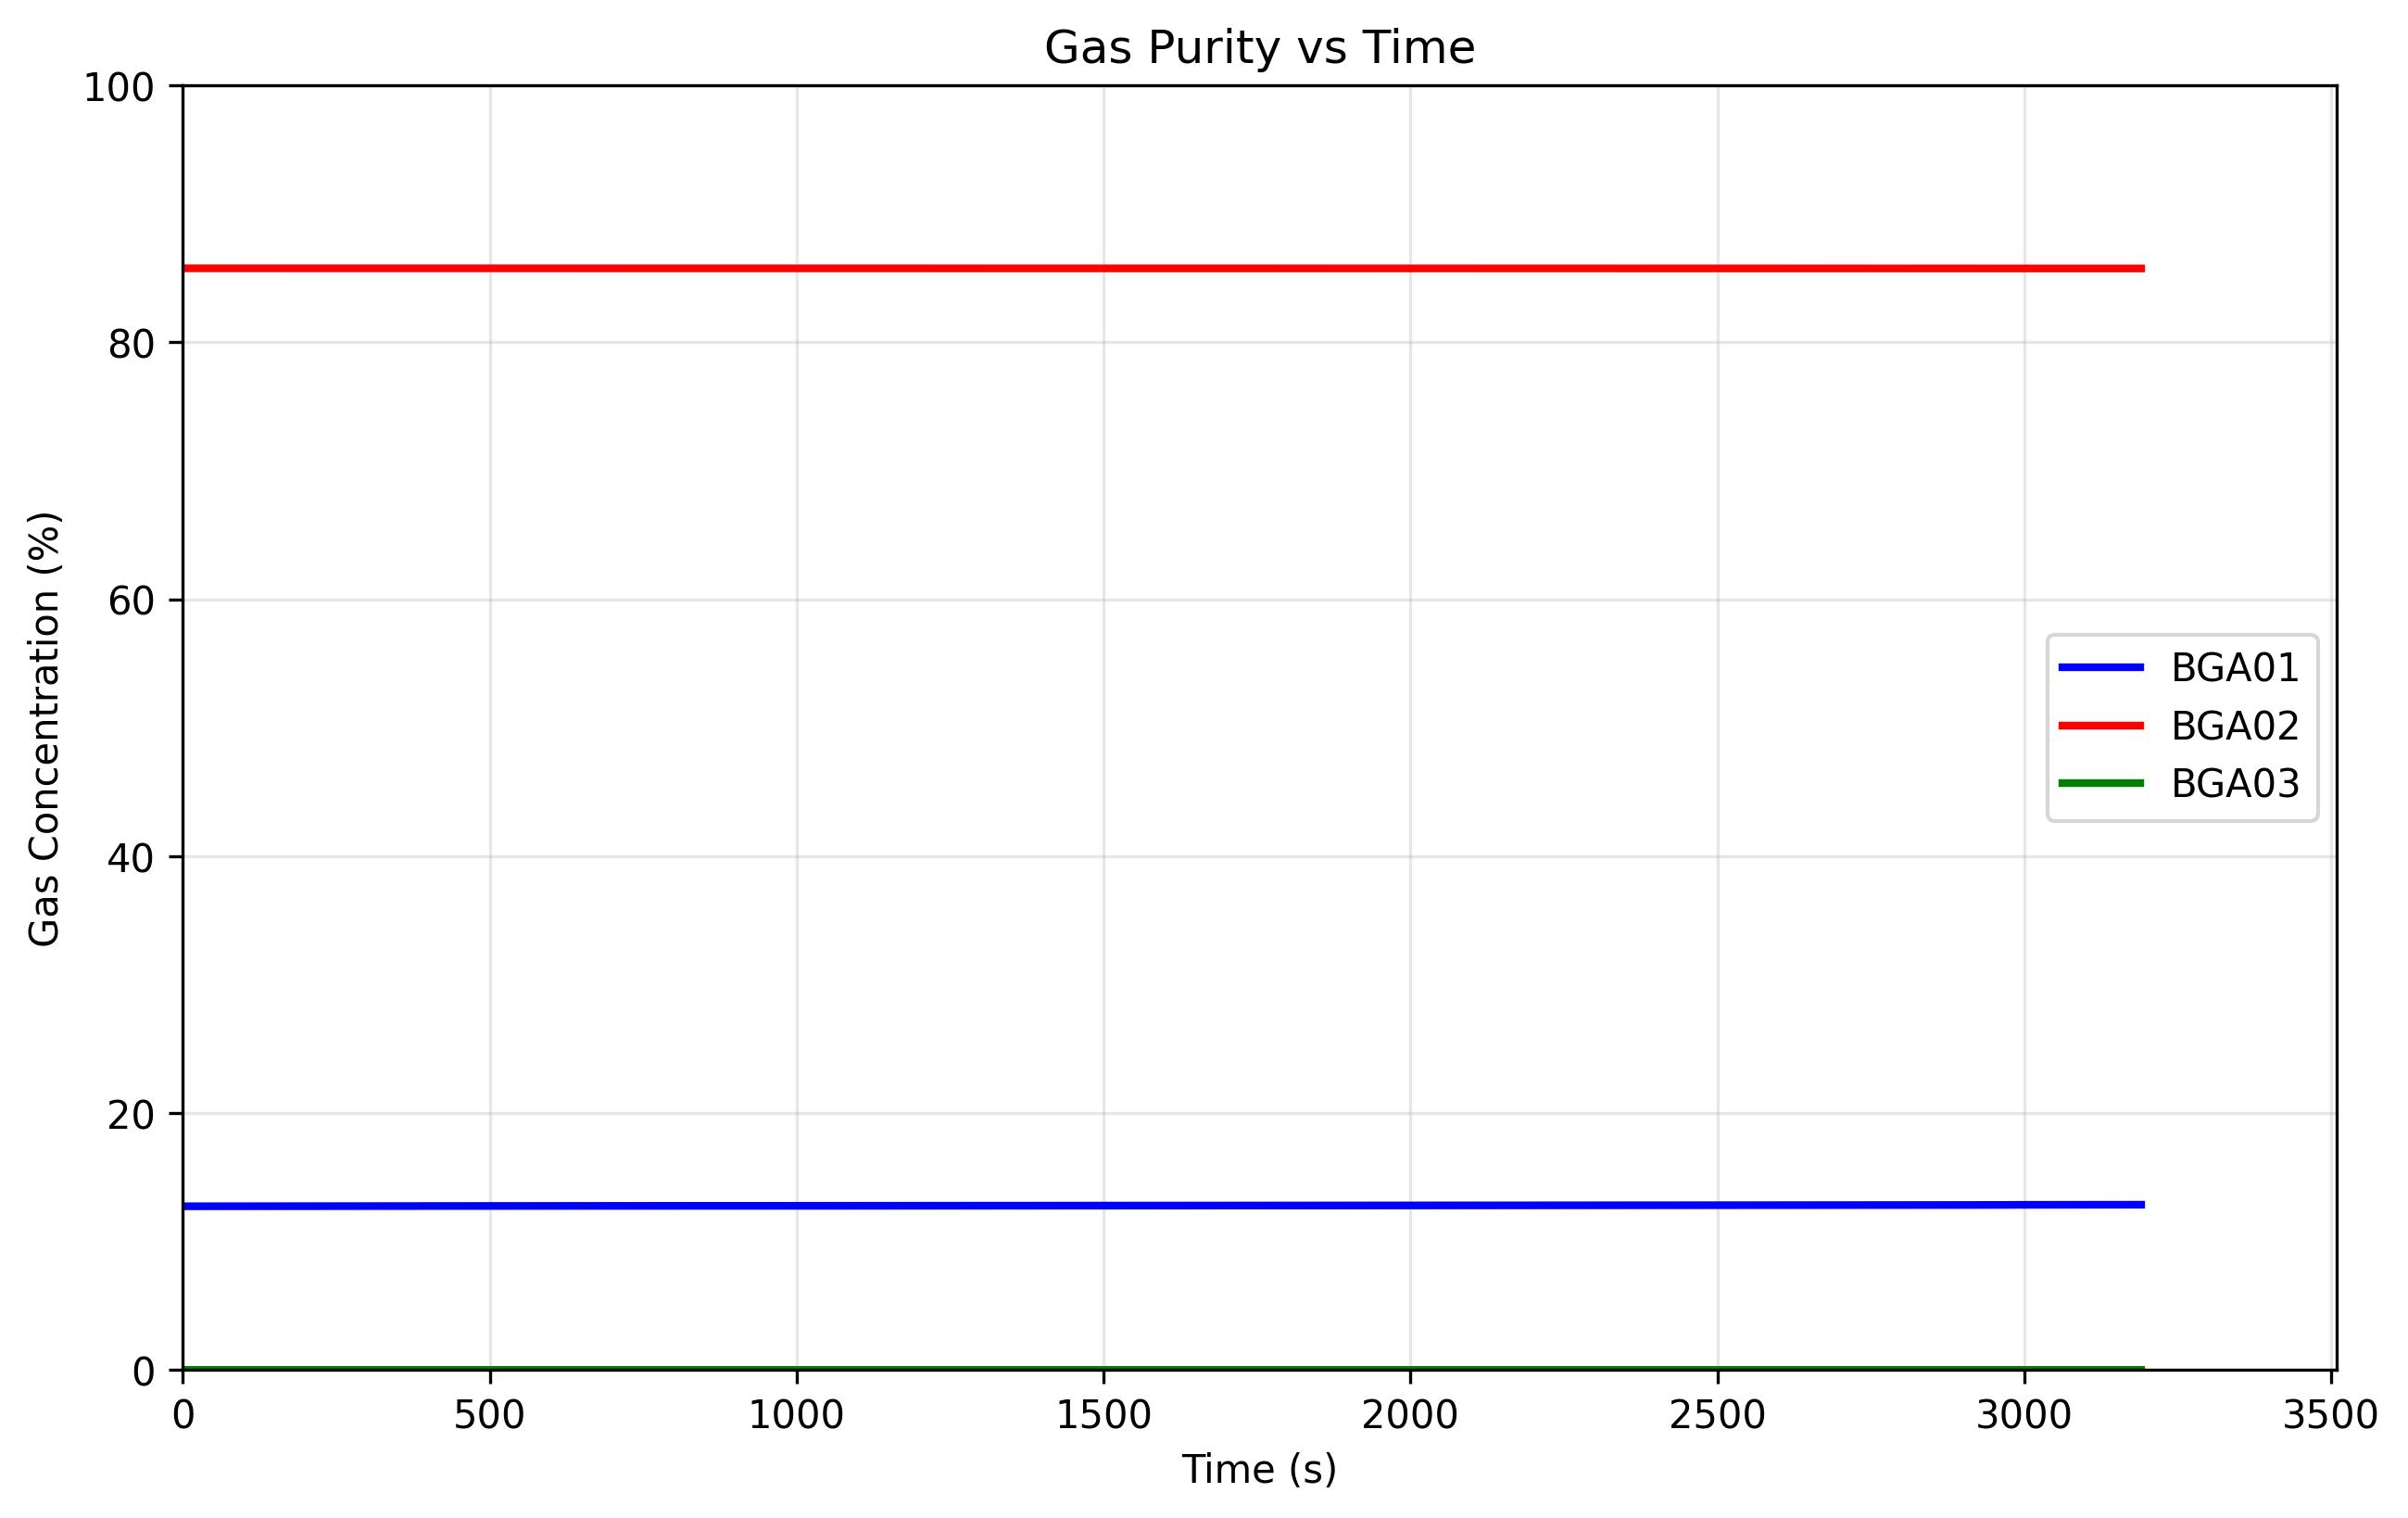 Gas Purity vs Time
100
80
60
40
20
0
Gas Concentration (%)
BGA01
BGA02
BGA03
0 500 1000 1500 2000 2500 3000 3500
Time (s)